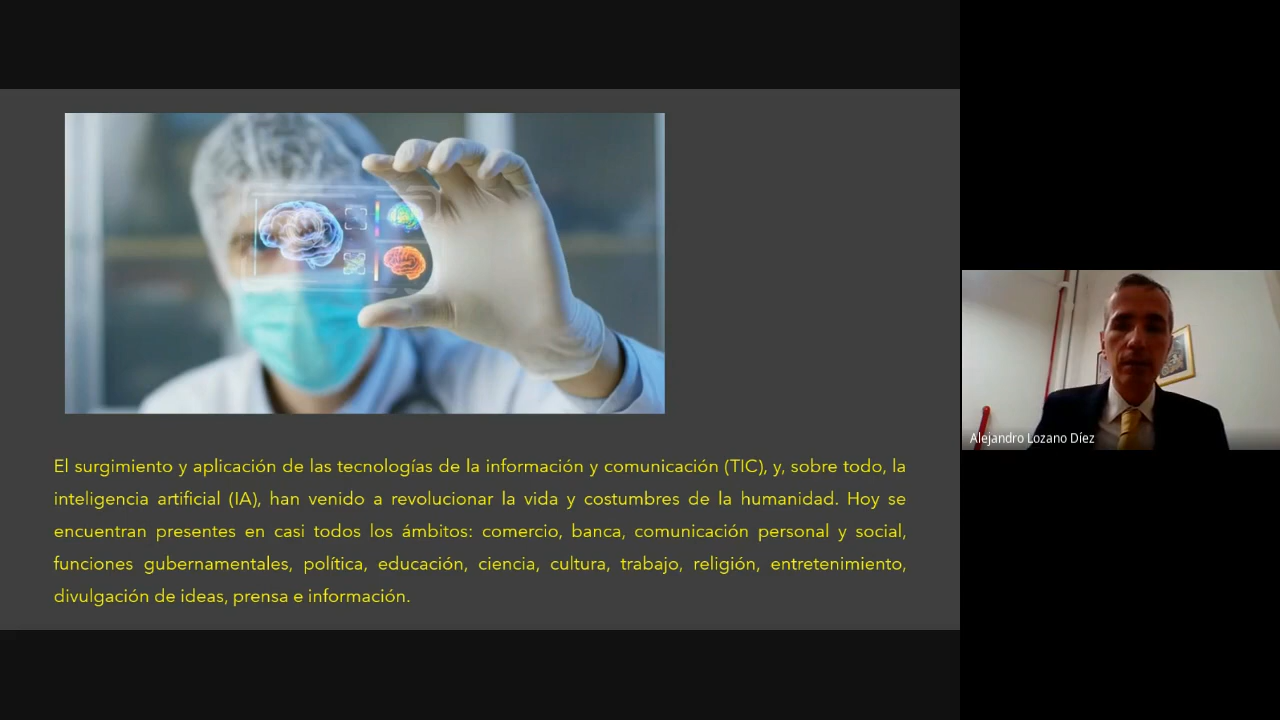 El surgimiento y aplicación de las tecnologías de la información y comunicación (TIC), y, sobre todo, la
inteligencia artificial (IA), han venido a revolucionar la vida y costumbres de la humanidad. Hoy se
encuentran presentes en casi todos los ámbitos: comercio, banca, comunicación personal y social,
funciones gubernamentales, política, educación, ciencia, cultura, trabajo, religión, entretenimiento,
divulgación de ideas, prensa e información.
Alejandro Lozano Díez